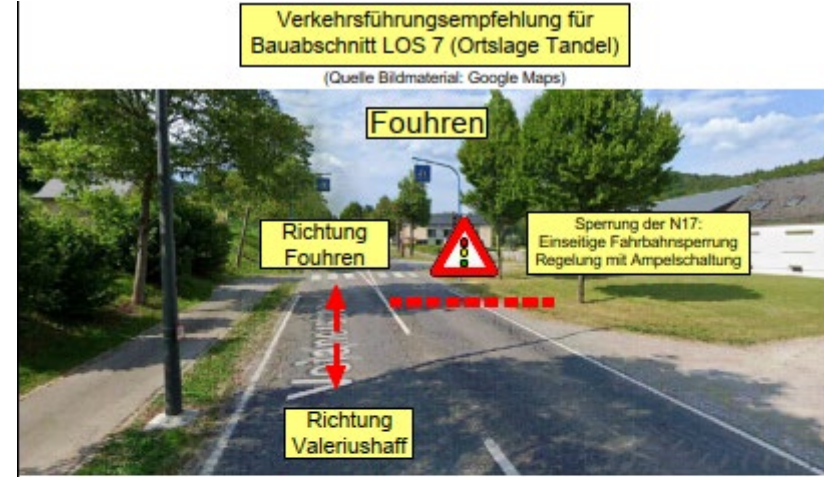 Verkehrsführungsempfehlung für
Bauabschnitt LOS 7 (Ortslage Tandel)
(Quelle Bildmaterial: Google Maps)
Fouhren
Richtung
Fouhren
Sperrung der N17:
Einseitige Fahrbahnsperrung
Regelung mit Ampelschaltung
Richtung
Valeriushaff